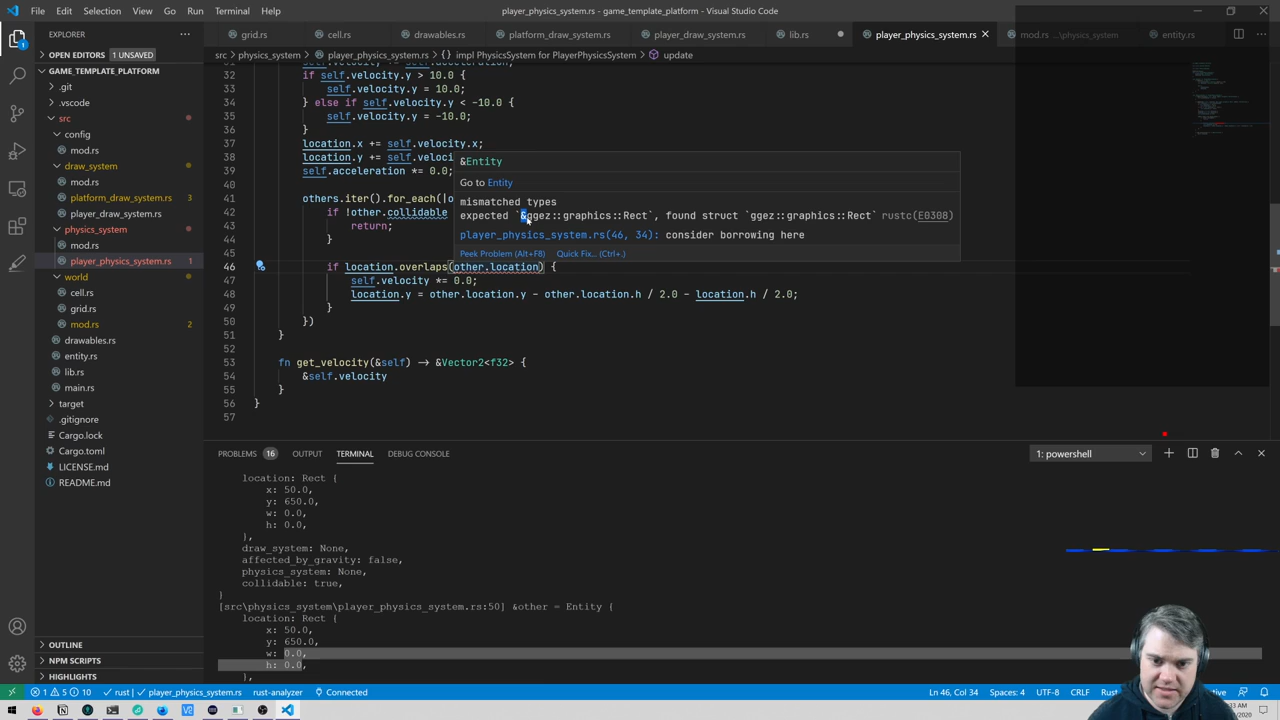 File Edit Selection View Go Run Terminal Help
player_physics_system.rs - game_template_platform - Visual Studio Code
EXPLORER
grid.rs cell.rs drawables.rs platform_draw_system.rs player_draw_system.rs lib.rs player_physics_system.rs mod.rs ...\physics_system entity.rs
OPEN EDITORS 1 UNSAVED
src > physics_system > player_physics_system.rs > {} impl PhysicsSystem for PlayerPhysicsSystem > update
GAME_TEMPLATE_PLATFORM
.git
.vscode
src
config
mod.rs
draw_system
mod.rs
platform_draw_system.rs 3
player_draw_system.rs
physics_system
mod.rs
player_physics_system.rs 1
world
cell.rs
grid.rs
mod.rs 2
drawables.rs
entity.rs
lib.rs
main.rs
target
.gitignore
Cargo.lock
Cargo.toml
LICENSE.md
README.md
OUTLINE
NPM SCRIPTS
HIGHLIGHTS
32 if self.velocity.y > 10.0 {
33 self.velocity.y = 10.0;
34 } else if self.velocity.y < -10.0 {
35 self.velocity.y = -10.0;
36 }
37 location.x += self.velocity.x;
38 location.y += self.veloci
39 self.acceleration *= 0.0;
40
41 others.iter().for_each(|o
42 if !other.collidable
43 return;
44 }
45
46 if location.overlaps(other.location) {
47 self.velocity *= 0.0;
48 location.y = other.location.y - other.location.h / 2.0 - location.h / 2.0;
49 }
50 })
51 }
52
53 fn get_velocity(&self) → &Vector2<f32> {
54 &self.velocity
55 }
56 }
57
&Entity
Go to Entity
mismatched types
expected `&ggez::graphics::Rect`, found struct `ggez::graphics::Rect` rustc(E0308)
player_physics_system.rs(46, 34): consider borrowing here
Peek Problem (Alt+F8) Quick Fix... (Ctrl+.)
PROBLEMS 16 OUTPUT TERMINAL DEBUG CONSOLE
1: powershell
location: Rect {
x: 50.0,
y: 600.0,
w: 0.0,
h: 0.0,
},
draw_system: None,
affected_by_gravity: false,
physics_system: None,
collidable: true,
}
[src\physics_system\player_physics_system.rs:50] &other = Entity {
location: Rect {
x: 50.0,
y: 650.0,
w: 0.0,
h: 0.0,
},
1 5 10 rust player_physics_system.rs rust-analyzer Connected
Ln 46, Col 34 Spaces: 4 UTF-8 CRLF